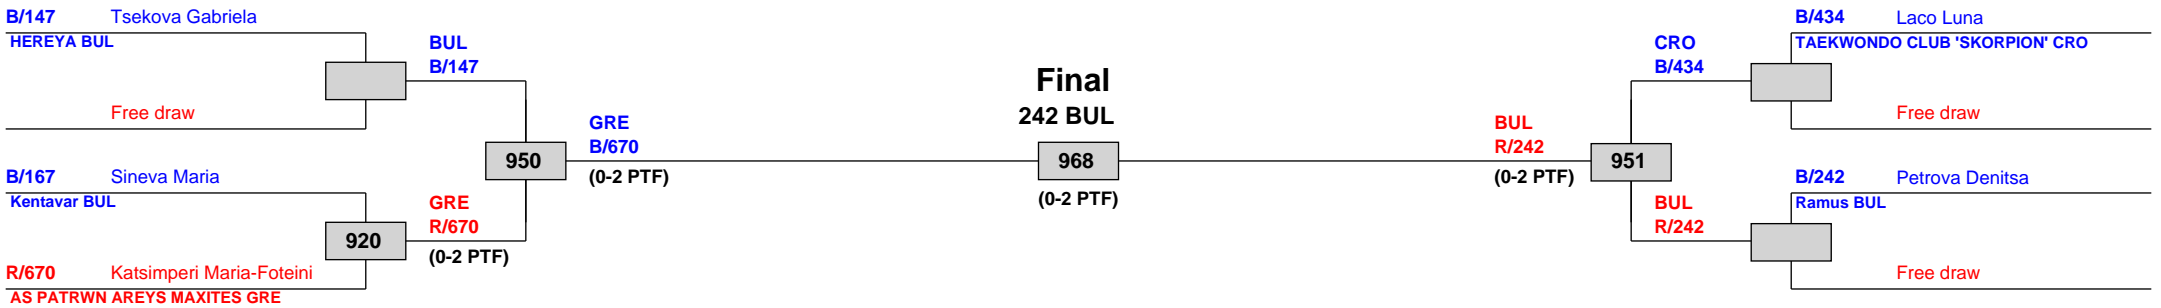 B/147 Tsekova Gabriela
HEREYA BUL
Free draw
B/167 Sineva Maria
Kentavar BUL
R/670 Katsimperi Maria-Foteini
AS PATRWN AREYS MAXITES GRE
BUL
B/147
920
GRE
R/670
(0-2 PTF)
950
GRE
B/670
(0-2 PTF)
Final
242 BUL
968
(0-2 PTF)
BUL
R/242
(0-2 PTF)
951
CRO
B/434
BUL
R/242
B/434 Laco Luna
TAEKWONDO CLUB 'SKORPION' CRO
Free draw
B/242 Petrova Denitsa
Ramus BUL
Free draw